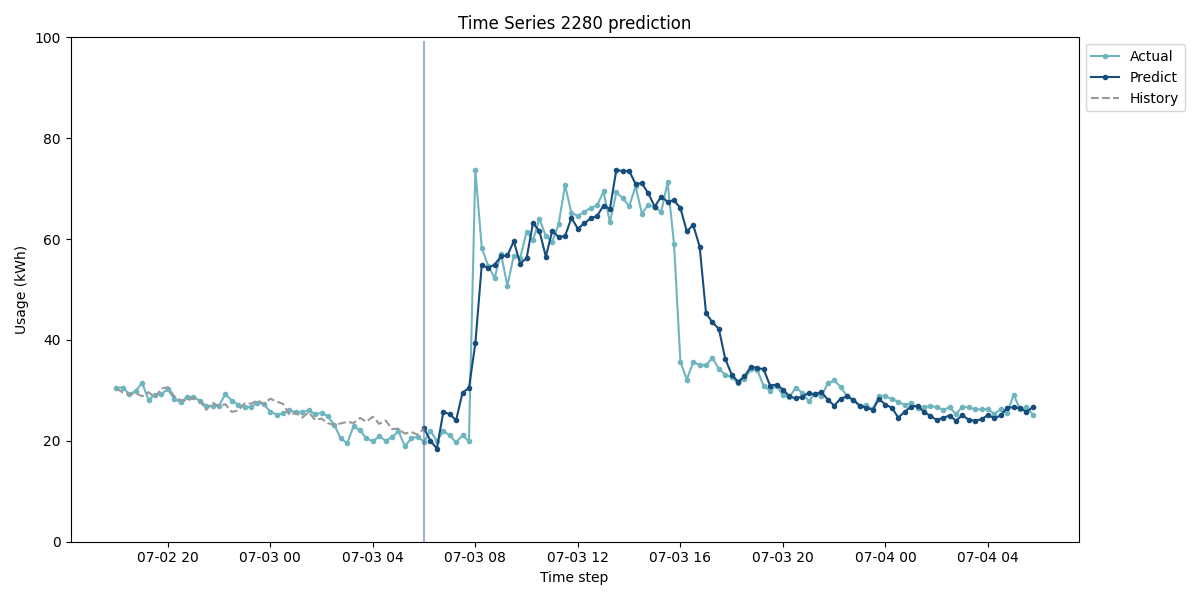 Time Series 2280 prediction
100
80
60
40
20
0
Usage (kWh)
07-02 20
07-03 00
07-03 04
07-03 08
07-03 12
07-03 16
07-03 20
07-04 00
07-04 04
Time step
Actual
Predict
History